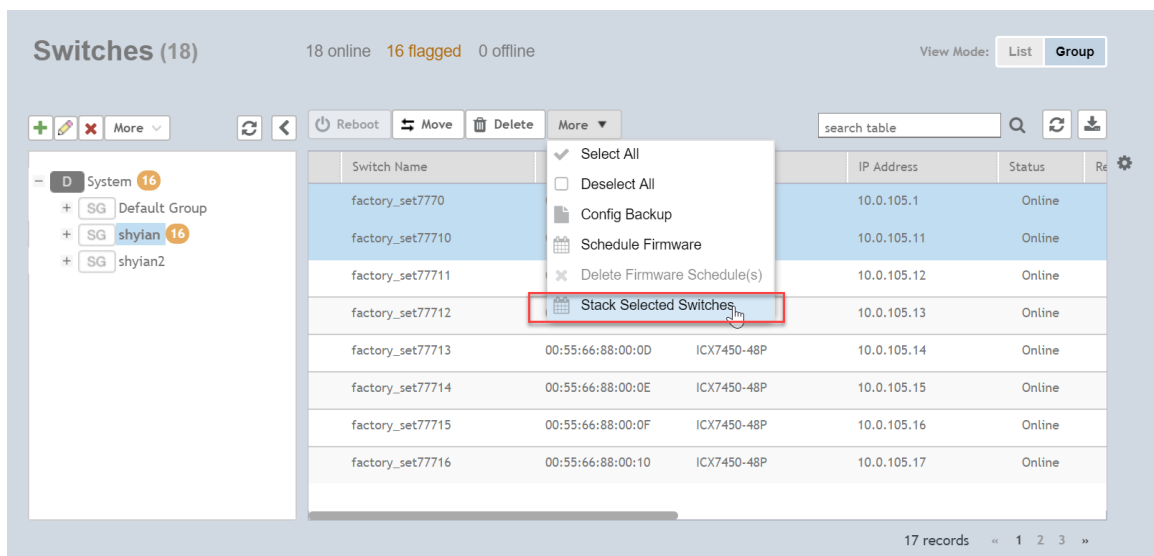 Switches (18) 18 online 16 flagged 0 offline View Mode: List Group
More Reboot Move Delete More search table
Switch Name IP Address Status Re
D System 16
SG Default Group
SG shyian 16
SG shyian2
Select All
Deselect All
Config Backup
Schedule Firmware
Delete Firmware Schedule(s)
Stack Selected Switches
factory_set7770 10.0.105.1 Online
factory_set77710 10.0.105.11 Online
factory_set77711 10.0.105.12 Online
factory_set77712 10.0.105.13 Online
factory_set77713 00:55:66:88:00:0D ICX7450-48P 10.0.105.14 Online
factory_set77714 00:55:66:88:00:0E ICX7450-48P 10.0.105.15 Online
factory_set77715 00:55:66:88:00:0F ICX7450-48P 10.0.105.16 Online
factory_set77716 00:55:66:88:00:10 ICX7450-48P 10.0.105.17 Online
17 records « 1 2 3 »